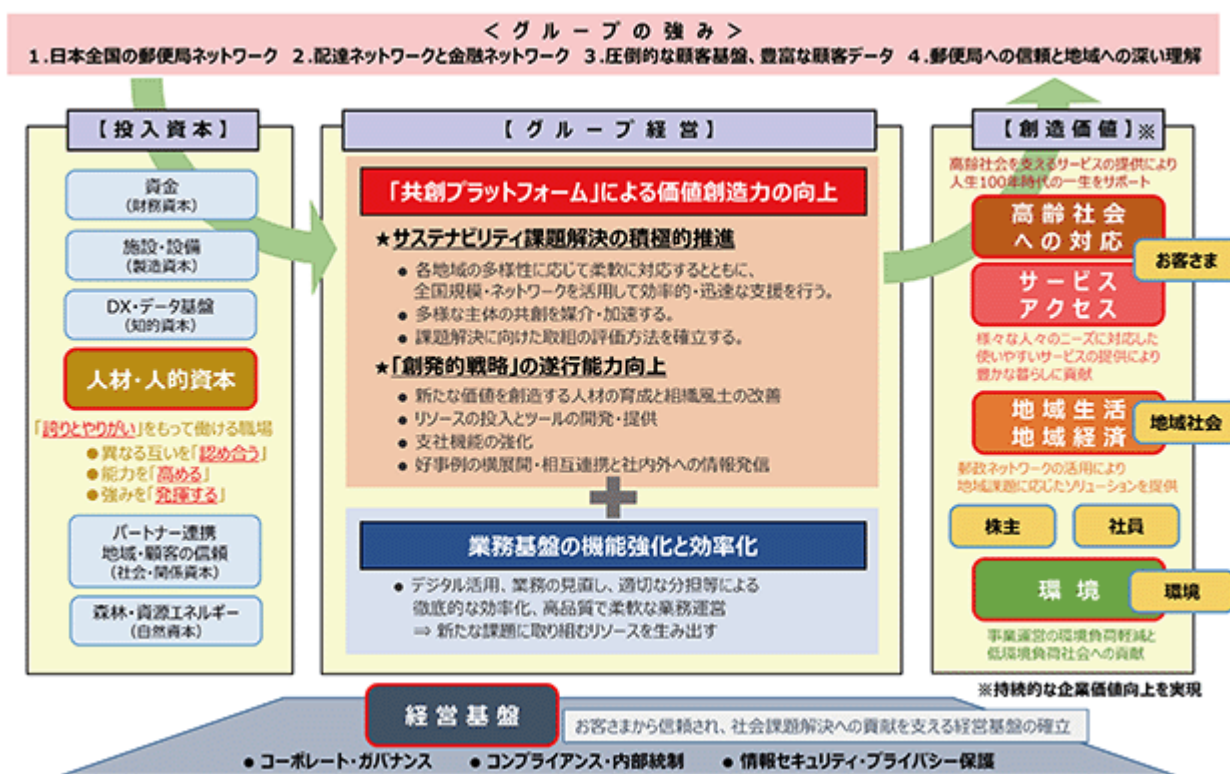 ＜グループの強み＞
1.日本全国の郵便局ネットワーク 2.配達ネットワークと金融ネットワーク 3.圧倒的な顧客基盤、豊富な顧客データ 4.郵便局への信頼と地域への深い理解
【投入資本】
資金
(財務資本)
施設・設備
(製造資本)
DX・データ基盤
(知的資本)
人材・人的資本
「誇りとやりがい」をもって働ける職場
●異なる互いを「認め合う」
●能力を「高める」
●強みを「発揮する」
パートナー連携
地域・顧客の信頼
(社会・関係資本)
森林・資源エネルギー
(自然資本)
【グループ経営】
「共創プラットフォーム」による価値創造力の向上
★サステナビリティ課題解決の積極的推進
● 各地域の多様性に応じて柔軟に対応するとともに、
全国規模・ネットワークを活用して効率的・迅速な支援を行う。
● 多様な主体の共創を媒介・加速する。
● 課題解決に向けた取組の評価方法を確立する。
★「創発的戦略」の遂行能力向上
● 新たな価値を創造する人材の育成と組織風土の改善
● リソースの投入とツールの開発・提供
● 支社機能の強化
● 好事例の横展開・相互連携と社内外への情報発信
業務基盤の機能強化と効率化
● デジタル活用、業務の見直し、適切な分担等による
徹底的な効率化、高品質で柔軟な業務運営
⇒ 新たな課題に取り組むリソースを生み出す
【創造価値】※
高齢社会を支えるサービスの提供により
人生100年時代の一生をサポート
高齢社会
への対応
お客さま
サービス
アクセス
様々な人々のニーズに対応した
使いやすいサービスの提供により
豊かな暮らしに貢献
地域生活
地域経済
地域社会
郵政ネットワークの活用により
地域課題に応じたソリューションを提供
株主
社員
環境
環境
事業運営の環境負荷軽減と
低環境負荷社会への貢献
※持続的な企業価値向上を実現
経営基盤
お客さまから信頼され、社会課題解決への貢献を支える経営基盤の確立
● コーポレート・ガバナンス ● コンプライアンス・内部統制 ● 情報セキュリティ・プライバシー保護